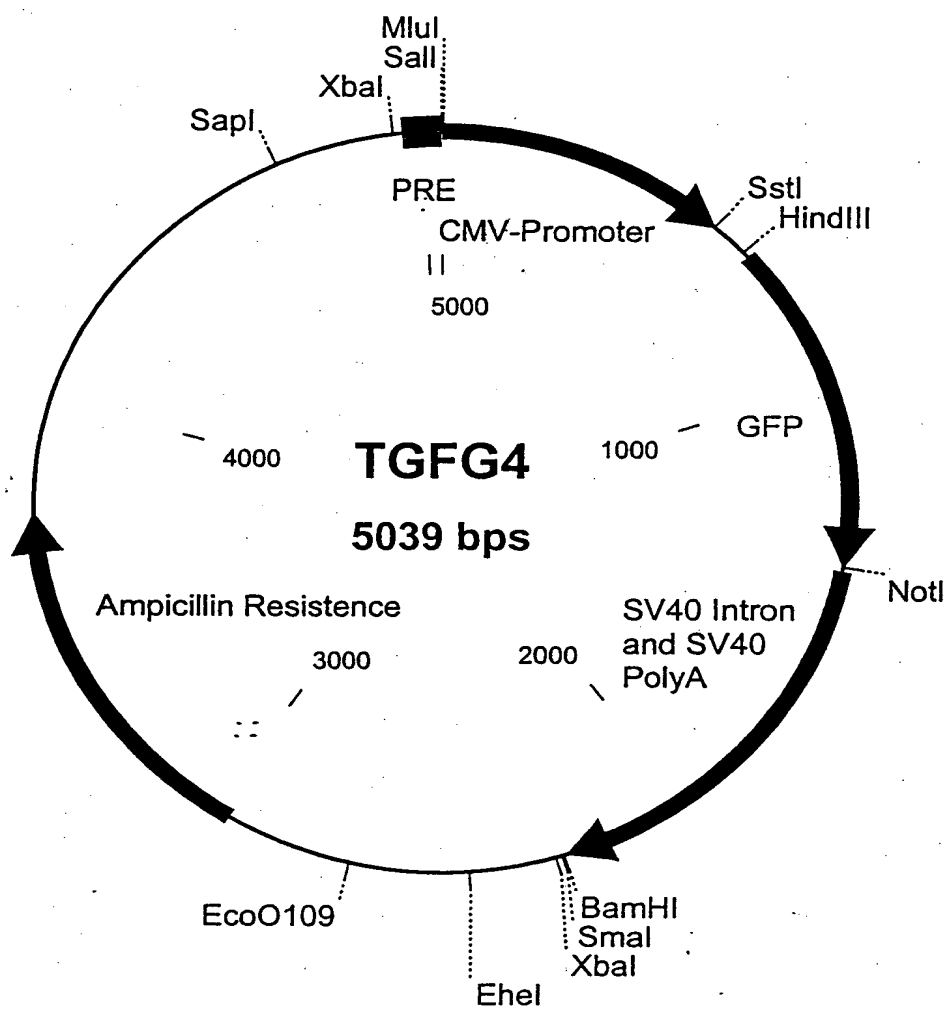 MluI
SalI
XbaI
SapI
PRE
SstI
HindIII
CMV-Promoter
5000
GFP
4000
TGFG4
1000
5039 bps
NotI
Ampicillin Resistence
SV40 Intron
and SV40
PolyA
3000
2000
EcoO109
BamHI
SmaI
XbaI
EheI